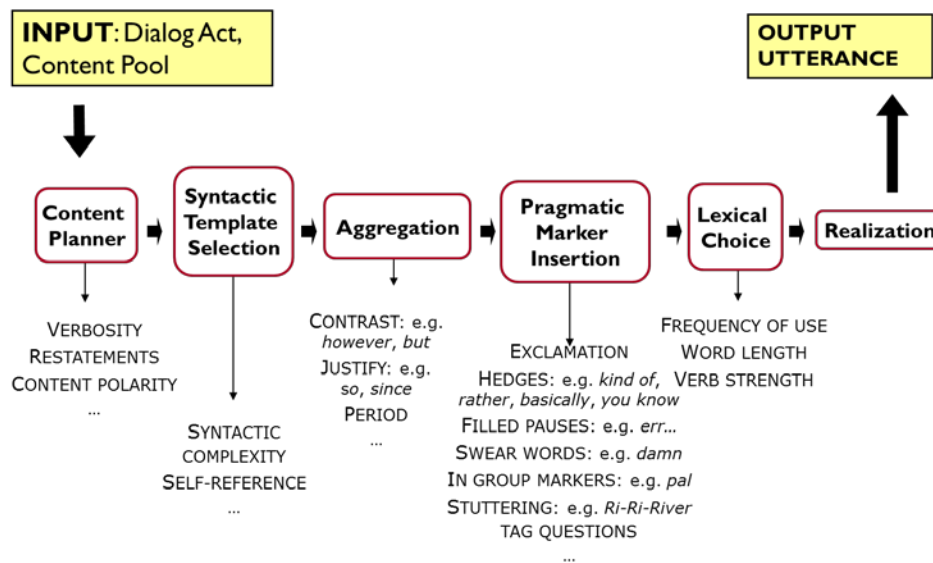 INPUT: Dialog Act,
Content Pool
OUTPUT
UTTERANCE
Content
Planner
Syntactic
Template
Selection
Aggregation
Pragmatic
Marker
Insertion
Lexical
Choice
Realization
VERBOSITY
RESTATEMENTS
CONTENT POLARITY
...
SYNTACTIC
COMPLEXITY
SELF-REFERENCE
...
CONTRAST: e.g.
however, but
JUSTIFY: e.g.
so, since
PERIOD
...
EXCLAMATION
HEDGES: e.g. kind of,
rather, basically, you know
FILLED PAUSES: e.g. err...
SWEAR WORDS: e.g. damn
IN GROUP MARKERS: e.g. pal
STUTTERING: e.g. Ri-Ri-River
TAG QUESTIONS
...
FREQUENCY OF USE
WORD LENGTH
VERB STRENGTH